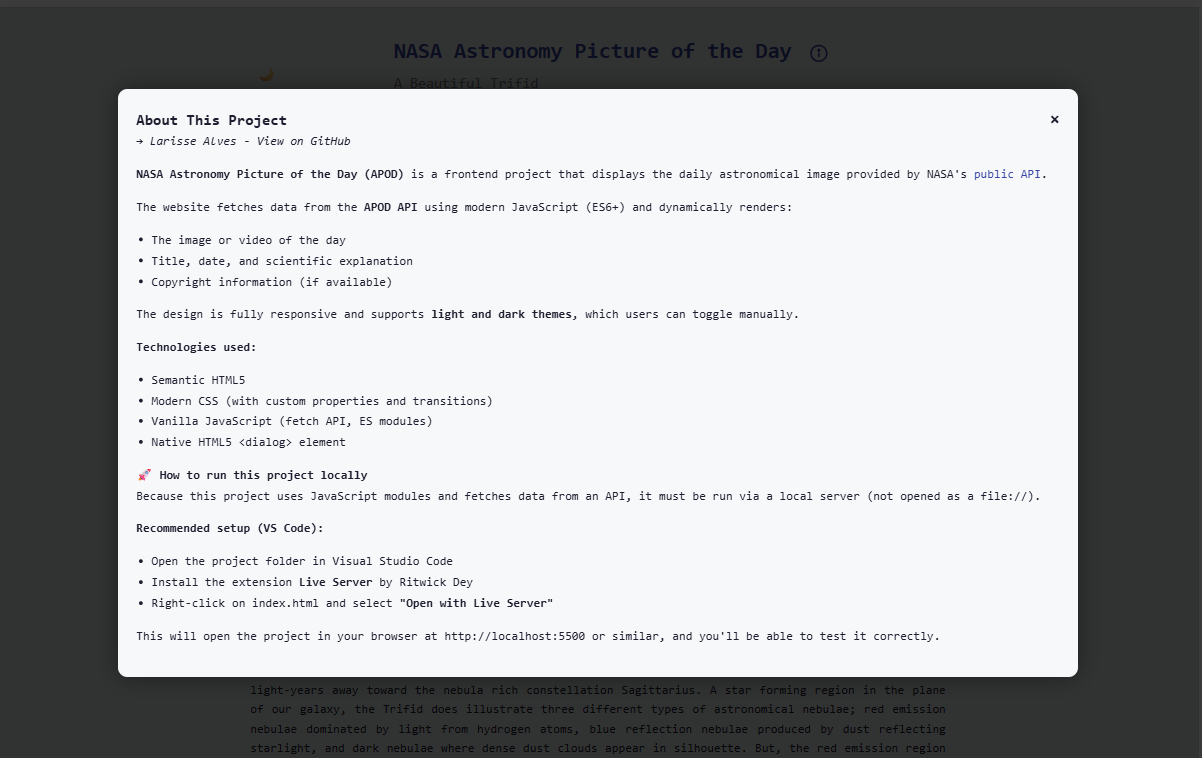 NASA Astronomy Picture of the Day
A Beautiful Trifid
About This Project
×
→ Larisse Alves - View on GitHub
NASA Astronomy Picture of the Day (APOD) is a frontend project that displays the daily astronomical image provided by NASA's public API.
The website fetches data from the APOD API using modern JavaScript (ES6+) and dynamically renders:
• The image or video of the day
• Title, date, and scientific explanation
• Copyright information (if available)
The design is fully responsive and supports light and dark themes, which users can toggle manually.
Technologies used:
• Semantic HTML5
• Modern CSS (with custom properties and transitions)
• Vanilla JavaScript (fetch API, ES modules)
• Native HTML5 <dialog> element
🚀 How to run this project locally
Because this project uses JavaScript modules and fetches data from an API, it must be run via a local server (not opened as a file://).
Recommended setup (VS Code):
• Open the project folder in Visual Studio Code
• Install the extension Live Server by Ritwick Dey
• Right-click on index.html and select "Open with Live Server"
This will open the project in your browser at http://localhost:5500 or similar, and you'll be able to test it correctly.
light-years away toward the nebula rich constellation Sagittarius. A star forming region in the plane
of our galaxy, the Trifid does illustrate three different types of astronomical nebulae; red emission
nebulae dominated by light from hydrogen atoms, blue reflection nebulae produced by dust reflecting
starlight, and dark nebulae where dense dust clouds appear in silhouette. But, the red emission region